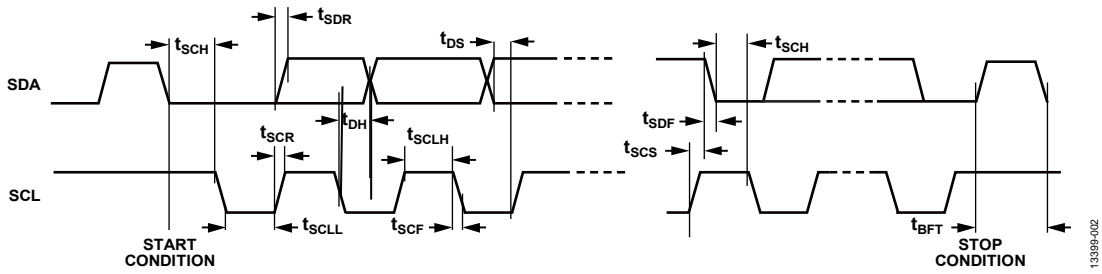 tSDR
tSCH
tDS
tSCH
SDA
tDH
tSDF
tSCR
tSCLH
tSCS
SCL
tSCLL
tSCF
tBFT
START
CONDITION
STOP
CONDITION
13399-002